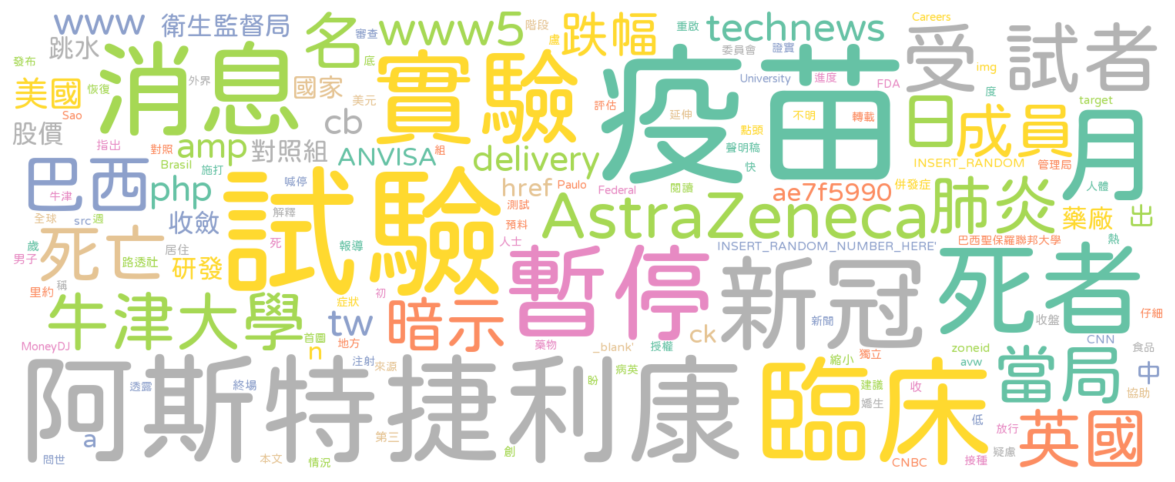 www 衛生監督局 名 審查 階段 重啟 technews Careers
跳水 www5 跌幅 盧 委員會 證實 受試者
發布 消息 底 實驗 疫苗 University 進度 FDA img
恢復 外界 國家 美元 評估 度 target
美國 Sao 延伸 不明 轉載 日 成員 月
股價 cb 點頭 聲明稿 INSERT_RANDOM
指出 對照 amp 對照組 ANVISA 組 delivery 快 管理局
巴西 Brasil 施打 href Paulo Federal 閱讀 ae7f5990 併發症 人體
牛津 php 喊停 測試 AstraZeneca 肺炎 藥廠 出
全球 src 週 收斂 解釋 預料
歲 死亡 居住 試驗 死 報導 人士 INSERT_RANDOM_NUMBER_HERE' 巴西聖保羅聯邦大學 熱
男子 路透社 研發 暫停 新冠 死者
里約 稱 症狀 初
牛津大學 首圖 tw 暗示 ck 新聞 收盤 仔細
MoneyDJ n 地方 藥物 _blank' 授權 獨立 zoneid CNN 食品
透露 終場 注射 來源 縮小 avw 當局 中
阿斯特捷利康 盼 病英 臨床 建議 收 協助
a 第三 嬌生 低 英國
問世 本文 情況 創 CNBC 接種 放行 疑慮